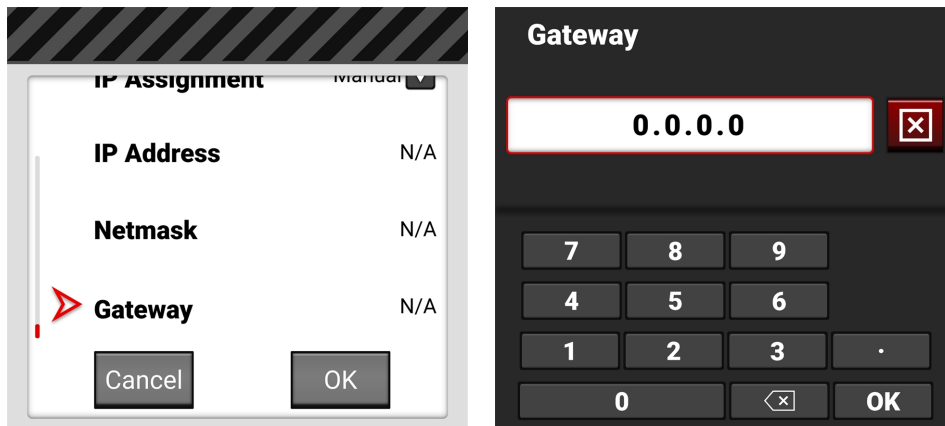 IP Assignment Manual
IP Address N/A
Netmask N/A
Gateway N/A
Cancel OK
Gateway
0.0.0.0
7 8 9
4 5 6
1 2 3 .
0 OK